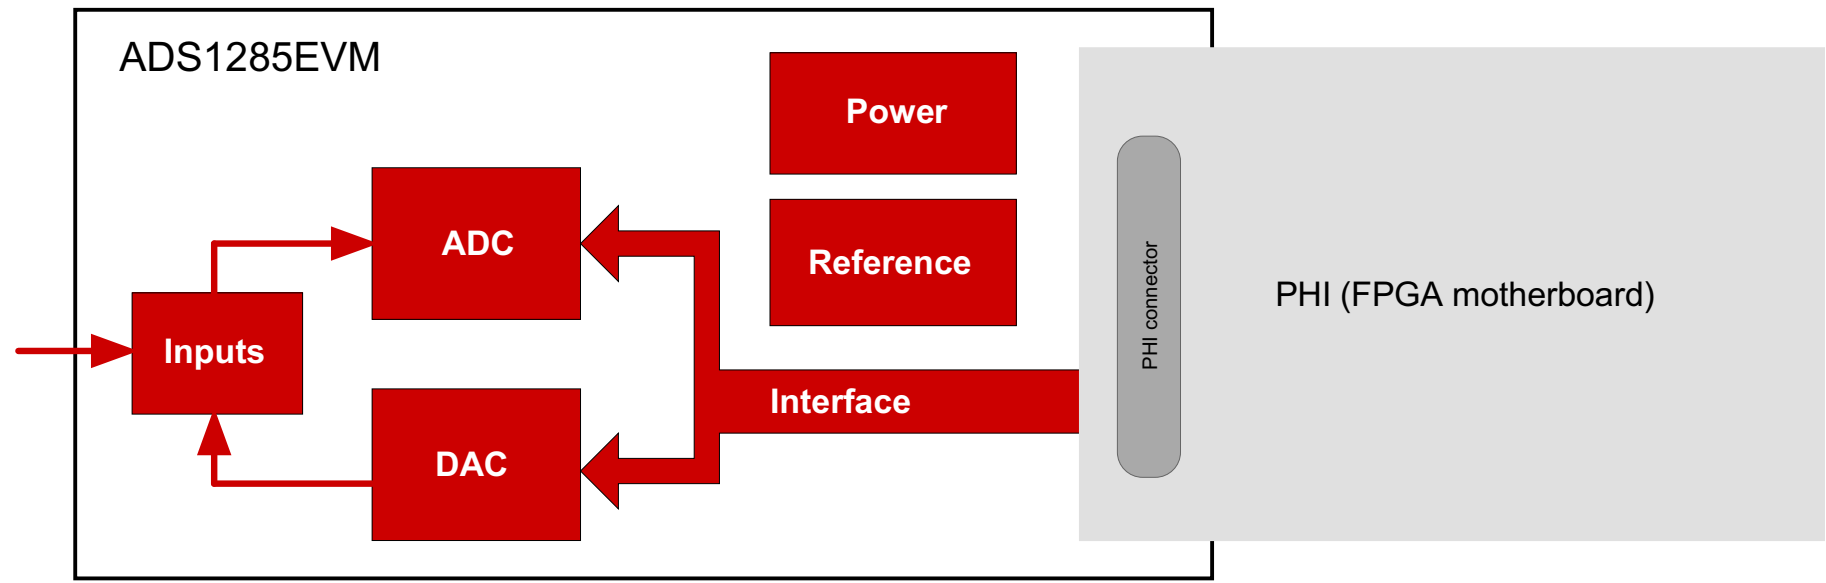 ADS1285EVM
Power
ADC
Reference
PHI connector
PHI (FPGA motherboard)
Inputs
Interface
DAC